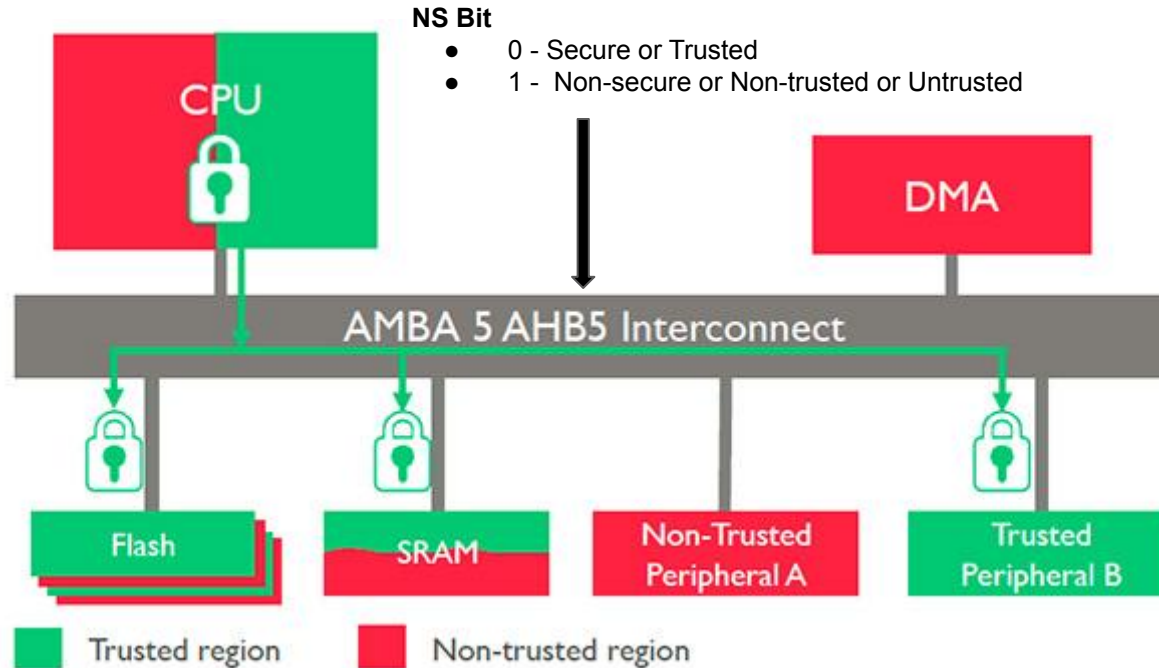 NS Bit
● 0 - Secure or Trusted
● 1 - Non-secure or Non-trusted or Untrusted
CPU
DMA
AMBA 5 AHB5 Interconnect
Flash
SRAM
Non-Trusted
Peripheral A
Trusted
Peripheral B
Trusted region
Non-trusted region